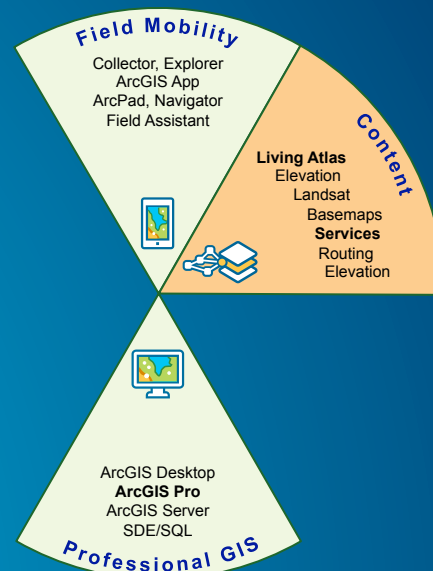 Field Mobility
Collector, Explorer
ArcGIS App
ArcPad, Navigator
Field Assistant
Content
Living Atlas
Elevation
Landsat
Basemaps
Services
Routing
Elevation
ArcGIS Desktop
ArcGIS Pro
ArcGIS Server
SDE/SQL
Professional GIS